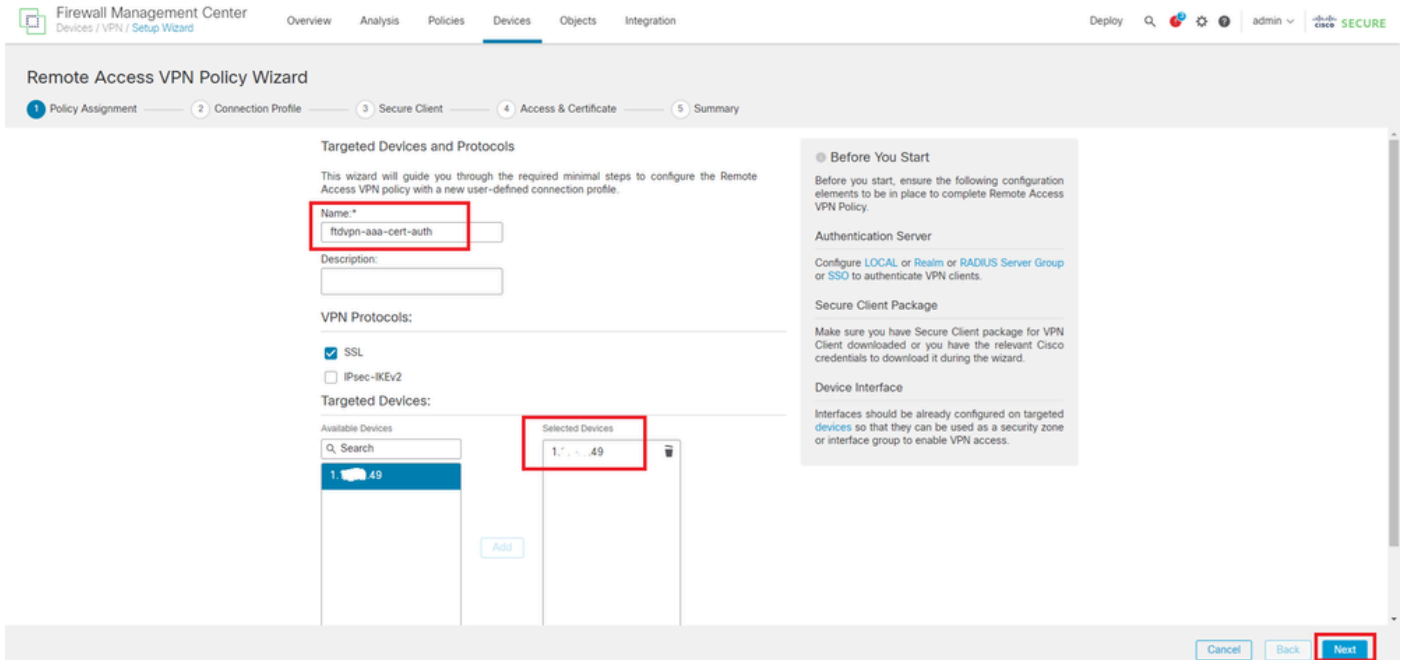 Firewall Management Center
Devices / VPN / Setup Wizard
Overview Analysis Policies Devices Objects Integration
Deploy admin cisco SECURE
Remote Access VPN Policy Wizard
1 Policy Assignment 2 Connection Profile 3 Secure Client 4 Access & Certificate 5 Summary
Targeted Devices and Protocols
This wizard will guide you through the required minimal steps to configure the Remote
Access VPN policy with a new user-defined connection profile.
Name:*
ftdvpn-aaa-cert-auth
Description:
VPN Protocols:
SSL
IPsec-IKEv2
Targeted Devices:
Available Devices
Search
1. .49
Add
Selected Devices
1. .49
Before You Start
Before you start, ensure the following configuration
elements to be in place to complete Remote Access
VPN Policy.
Authentication Server
Configure LOCAL or Realm or RADIUS Server Group
or SSO to authenticate VPN clients.
Secure Client Package
Make sure you have Secure Client package for VPN
Client downloaded or you have the relevant Cisco
credentials to download it during the wizard.
Device Interface
Interfaces should be already configured on targeted
devices so that they can be used as a security zone
or interface group to enable VPN access.
Cancel Back Next